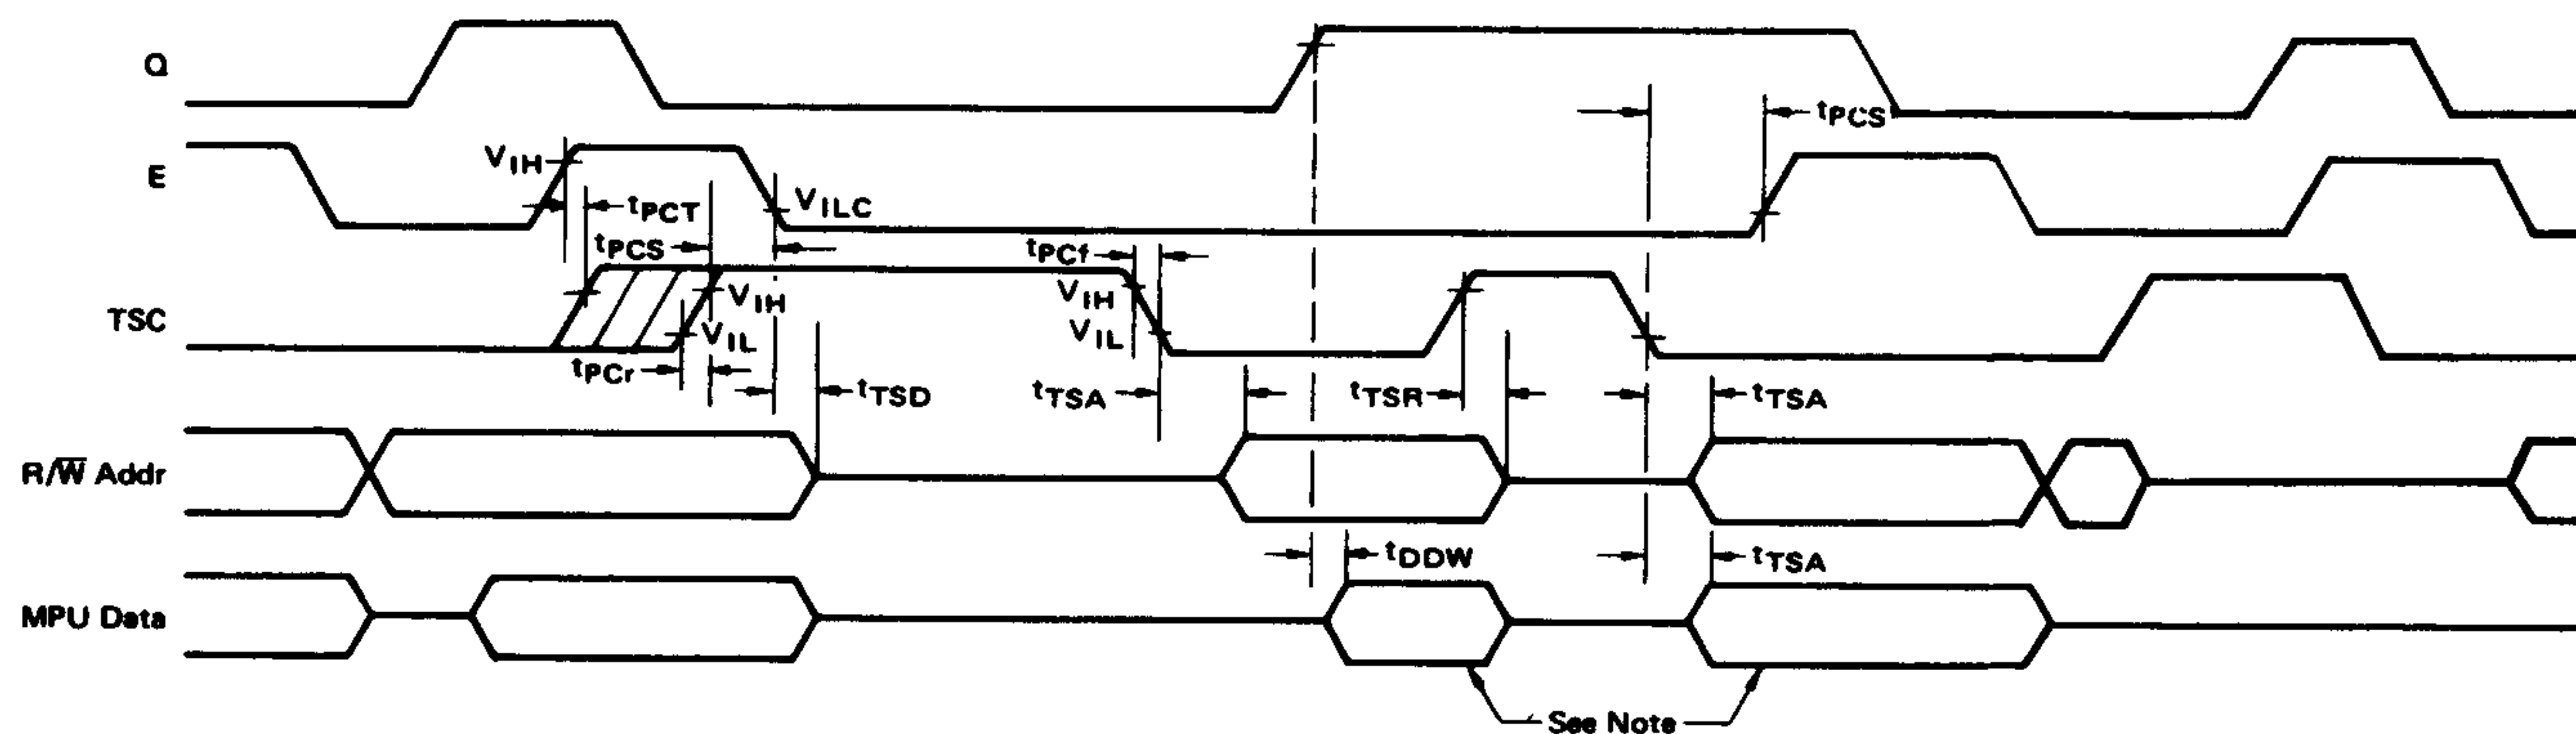 Q
tPCS
E
VIH
tPCT
VILC
tPCS
tPCf
TSC
VIH
VIL
VIH
VIL
tPCr
tTSD
tTSA
tTSR
tTSA
R/W̅ Addr
tDDW
tTSA
MPU Data
See Note